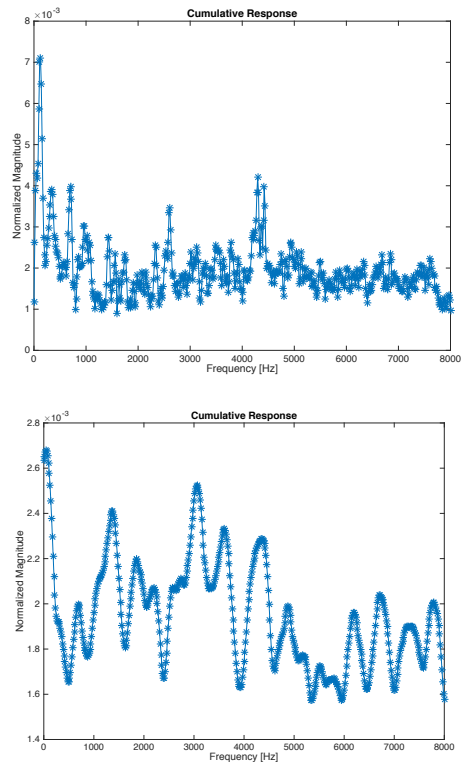 Cumulative Response
×10⁻³
8
7
6
5
4
3
2
1
0
Normalized Magnitude
0 1000 2000 3000 4000 5000 6000 7000 8000
Frequency [Hz]
Cumulative Response
×10⁻³
2.8
2.6
2.4
2.2
2
1.8
1.6
1.4
Normalized Magnitude
0 1000 2000 3000 4000 5000 6000 7000 8000
Frequency [Hz]